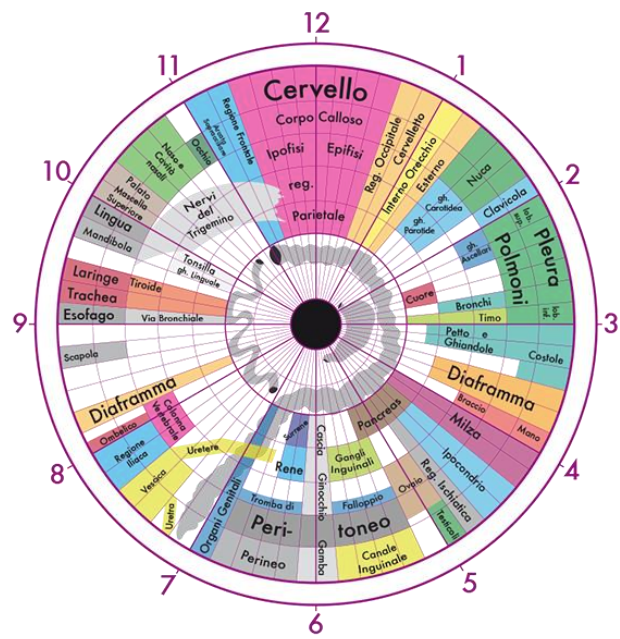 12
1
2
3
4
5
6
7
8
9
10
11
Cervello
Corpo Calloso
Ipofisi
Epifisi
reg.
Parietale
Reg. Occipitale
Cervelletto
Interno Orecchio Esterno
Nuca
gh.
Carotidea
gh.
Parotide
Clavicola
lob.
sup.
Pleura
Polmoni
gh.
Ascellari
lob.
inf.
Cuore
Bronchi
Timo
Petto e
Ghiandole
Costole
Diaframma
Braccio
Mano
Milza
Pancreas
Ipocondrio
Reg. Ischiatica
Ovaio
Testicoli
Gangli
Inguinali
Falloppio
toneo
Canale
Inguinale
Coscia Ginocchio Gamba
Surrene
Rene
Tromba di
Peri-
Perineo
Organi Genitali
Uretere
Uretra
Vescica
Regione
Iliaca
Ombelico
Colonna
Vertebrale
Diaframma
Scapola
Esofago
Via Bronchiale
Trachea
Laringe
Tiroide
Tonsilla
gh. Linguale
Mandibola
Lingua
Palato
Mascella
Superiore
Nervi
del
Trigemino
Naso e
Cavità
nasali
Occhio
Arcata
Regione Frontale